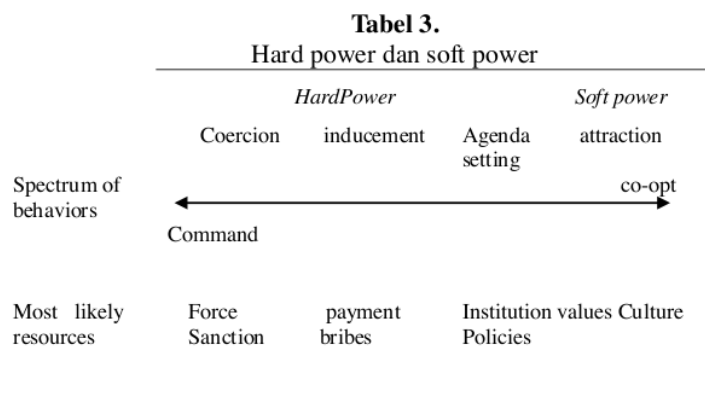 Tabel 3.
Hard power dan soft power
HardPower Soft power
Coercion inducement Agenda setting attraction
Spectrum of behaviors
co-opt
Command
Most likely resources
Force Sanction
payment bribes
Institution values Culture
Policies